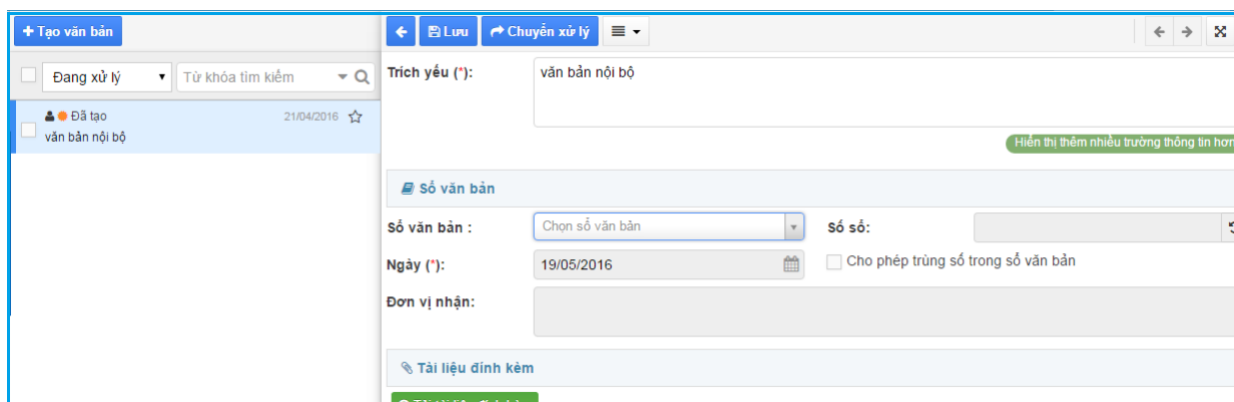 Tạo văn bản
Lưu
Chuyển xử lý
Đang xử lý
Từ khóa tìm kiếm
Đã tạo
21/04/2016
văn bản nội bộ
Trích yếu (*):
văn bản nội bộ
Hiển thị thêm nhiều trường thông tin hơn
Sổ văn bản
Sổ văn bản :
Chọn sổ văn bản
Số số:
Ngày (*):
19/05/2016
Cho phép trùng số trong sổ văn bản
Đơn vị nhận:
Tài liệu đính kèm